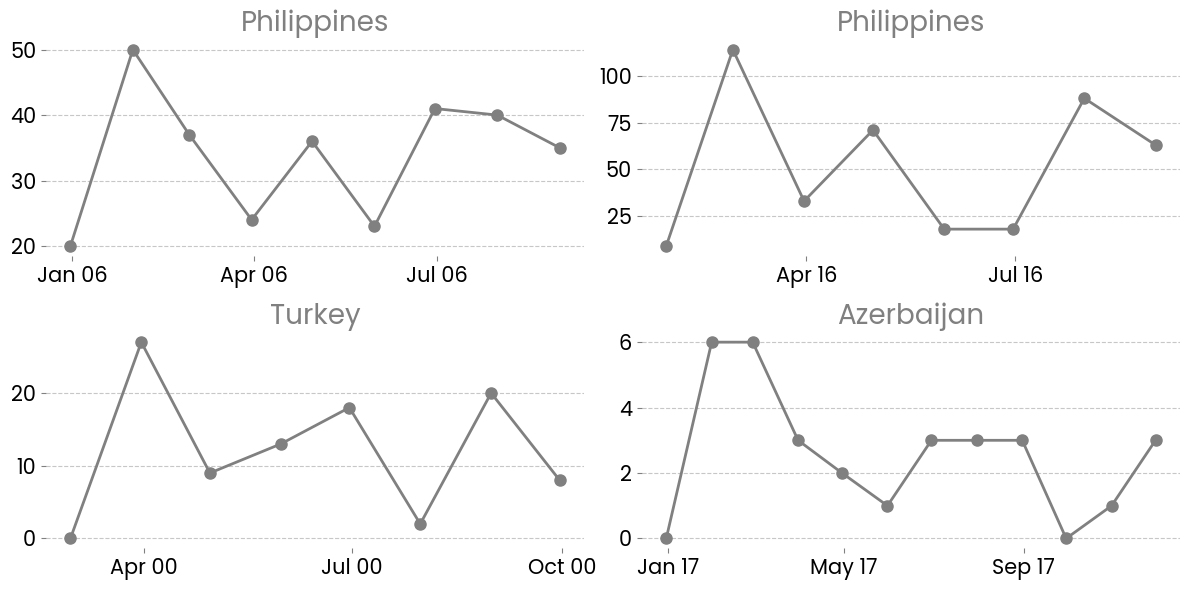 Philippines
50
40
30
20
Jan 06 Apr 06 Jul 06
Philippines
100
75
50
25
Apr 16 Jul 16
Turkey
20
10
0
Apr 00 Jul 00 Oct 00
Azerbaijan
6
4
2
0
Jan 17 May 17 Sep 17